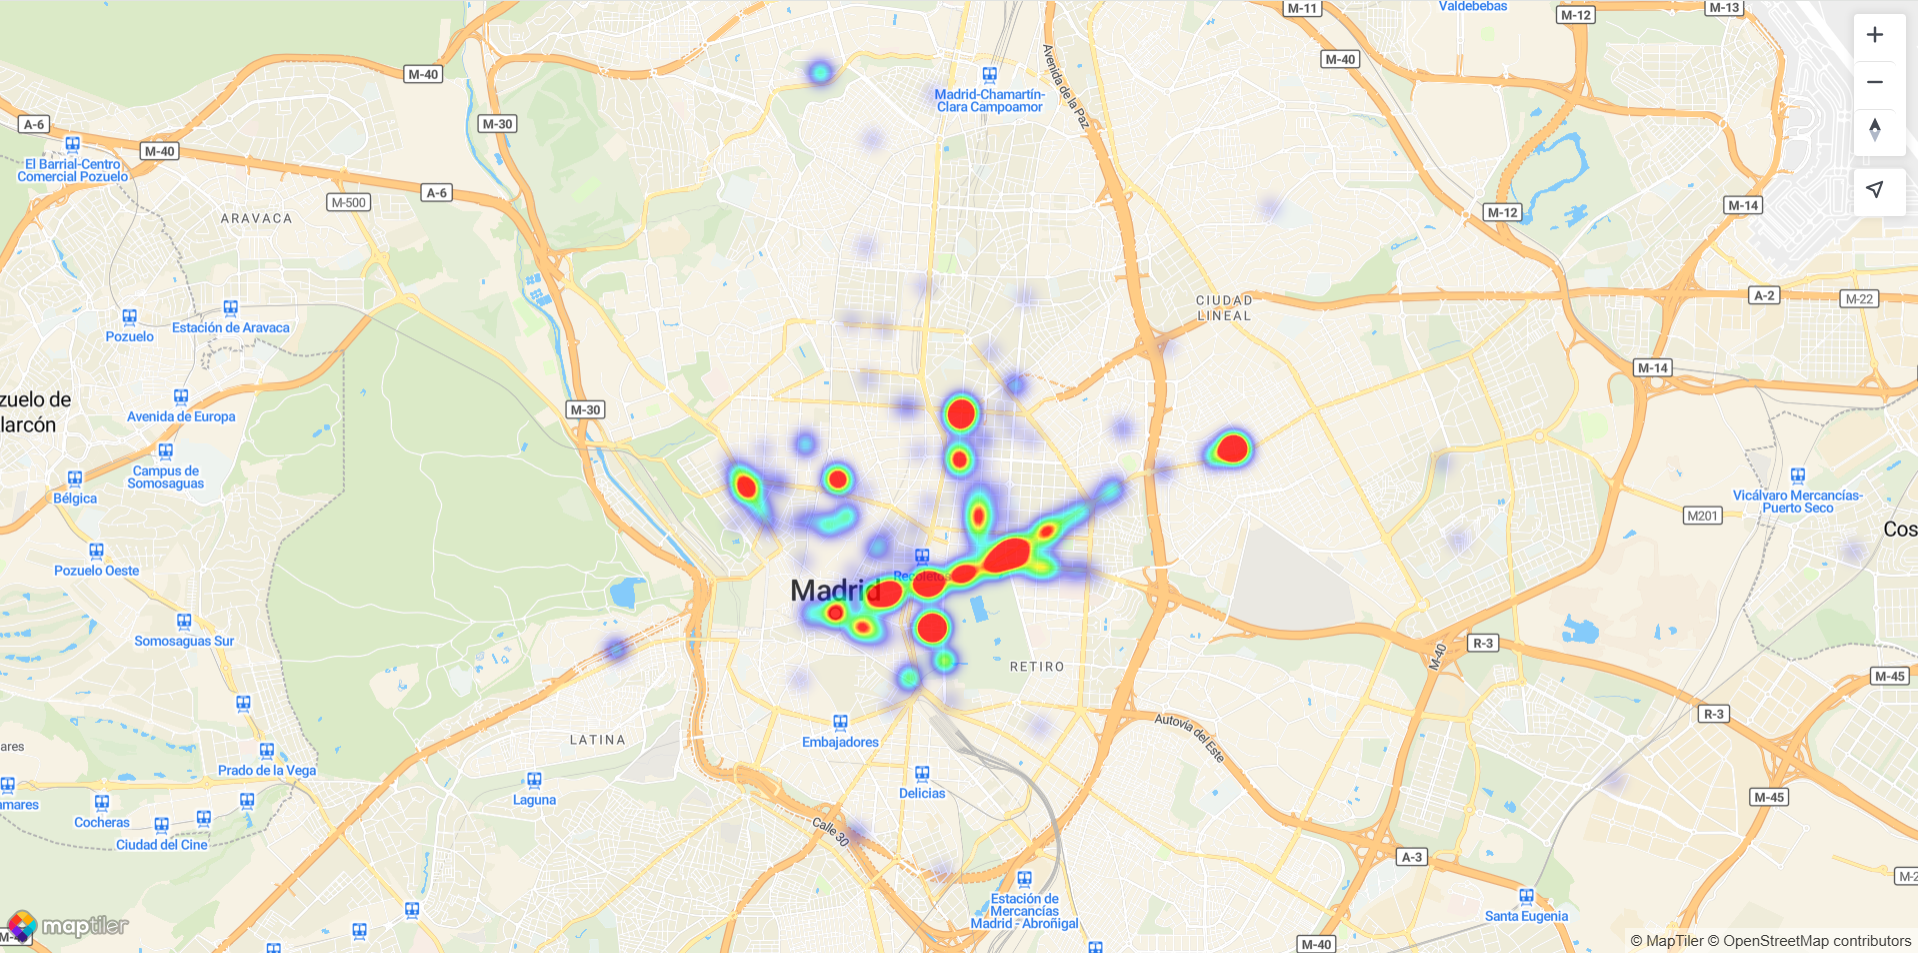 M-11
Valdebebas
M-12
M-13
M-40
M-40
Avenida de la Paz
Madrid-Chamartín-
Clara Campoamor
A-6
M-30
M-40
El Barrial-Centro
Comercial Pozuelo
A-6
M-500
ARAVACA
M-12
M-14
Estación de Aravaca
Pozuelo
CIUDAD
LINEAL
A-2
M-22
M-14
Pozuelo de
Alarcón
Avenida de Europa
M-30
Campus de
Somosaguas
Bélgica
Vicálvaro Mercancías-
Puerto Seco
M201
Cos
Pozuelo Oeste
Recoletos
Madrid
Somosaguas Sur
RETIRO
R-3
M-40
M-45
R-3
Autovía del Este
LATINA
Embajadores
ares
Prado de la Vega
Laguna
Delicias
M-45
amares
Cocheras
Ciudad del Cine
Calle 30
A-3
M-2
Estación de
Mercancías
Madrid - Abroñigal
Santa Eugenia
maptiler
M-4
M-40
© MapTiler © OpenStreetMap contributors